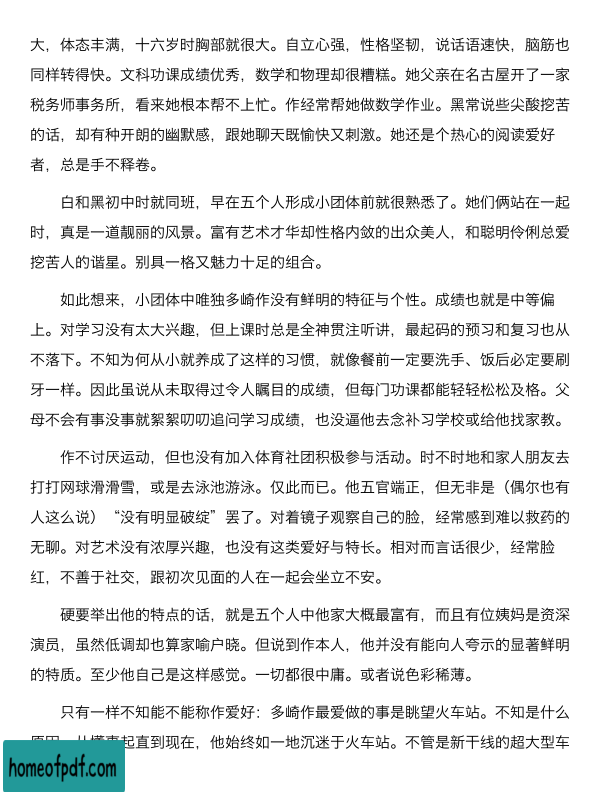 大，体态丰满，十六岁时胸部就很大。自立心强，性格坚韧，说话语速快，脑筋也
同样转得快。文科功课成绩优秀，数学和物理却很糟糕。她父亲在名古屋开了一家
税务师事务所，看来她根本帮不上忙。作经常帮她做数学作业。黑常说些尖酸挖苦
的话，却有种开朗的幽默感，跟她聊天既愉快又刺激。她还是个热心的阅读爱好
者，总是手不释卷。
白和黑初中时就同班，早在五个人形成小团体前就很熟悉了。她们俩站在一起
时，真是一道靓丽的风景。富有艺术才华却性格内敛的出众美人，和聪明伶俐总爱
挖苦人的谐星。别具一格又魅力十足的组合。
如此想来，小团体中唯独多崎作没有鲜明的特征与个性。成绩也就是中等偏
上。对学习没有太大兴趣，但上课时总是全神贯注听讲，最起码的预习和复习也从
不落下。不知为何从小就养成了这样的习惯，就像餐前一定要洗手、饭后必定要刷
牙一样。因此虽说从未取得过令人瞩目的成绩，但每门功课都能轻轻松松及格。父
母不会有事没事就絮絮叨叨追问学习成绩，也没逼他去念补习学校或给他找家教。
作不讨厌运动，但也没有加入体育社团积极参与活动。时不时地和家人朋友去
打打网球滑滑雪，或是去泳池游泳。仅此而已。他五官端正，但无非是（偶尔也有
人这么说）“没有明显破绽”罢了。对着镜子观察自己的脸，经常感到难以救药的
无聊。对艺术没有浓厚兴趣，也没有这类爱好与特长。相对而言话很少，经常脸
红，不善于社交，跟初次见面的人在一起会坐立不安。
硬要举出他的特点的话，就是五个人中他家大概最富有，而且有位姨妈是资深
演员，虽然低调却也算家喻户晓。但说到作本人，他并没有能向人夸示的显著鲜明
的特质。至少他自己是这样感觉。一切都很中庸。或者说色彩稀薄。
只有一样不知能不能称作爱好：多崎作最爱做的事是眺望火车站。不知是什么
起直到现在，他始终如一地沉迷于火车站。不管是新干线的超大型车
homeofpdf.com